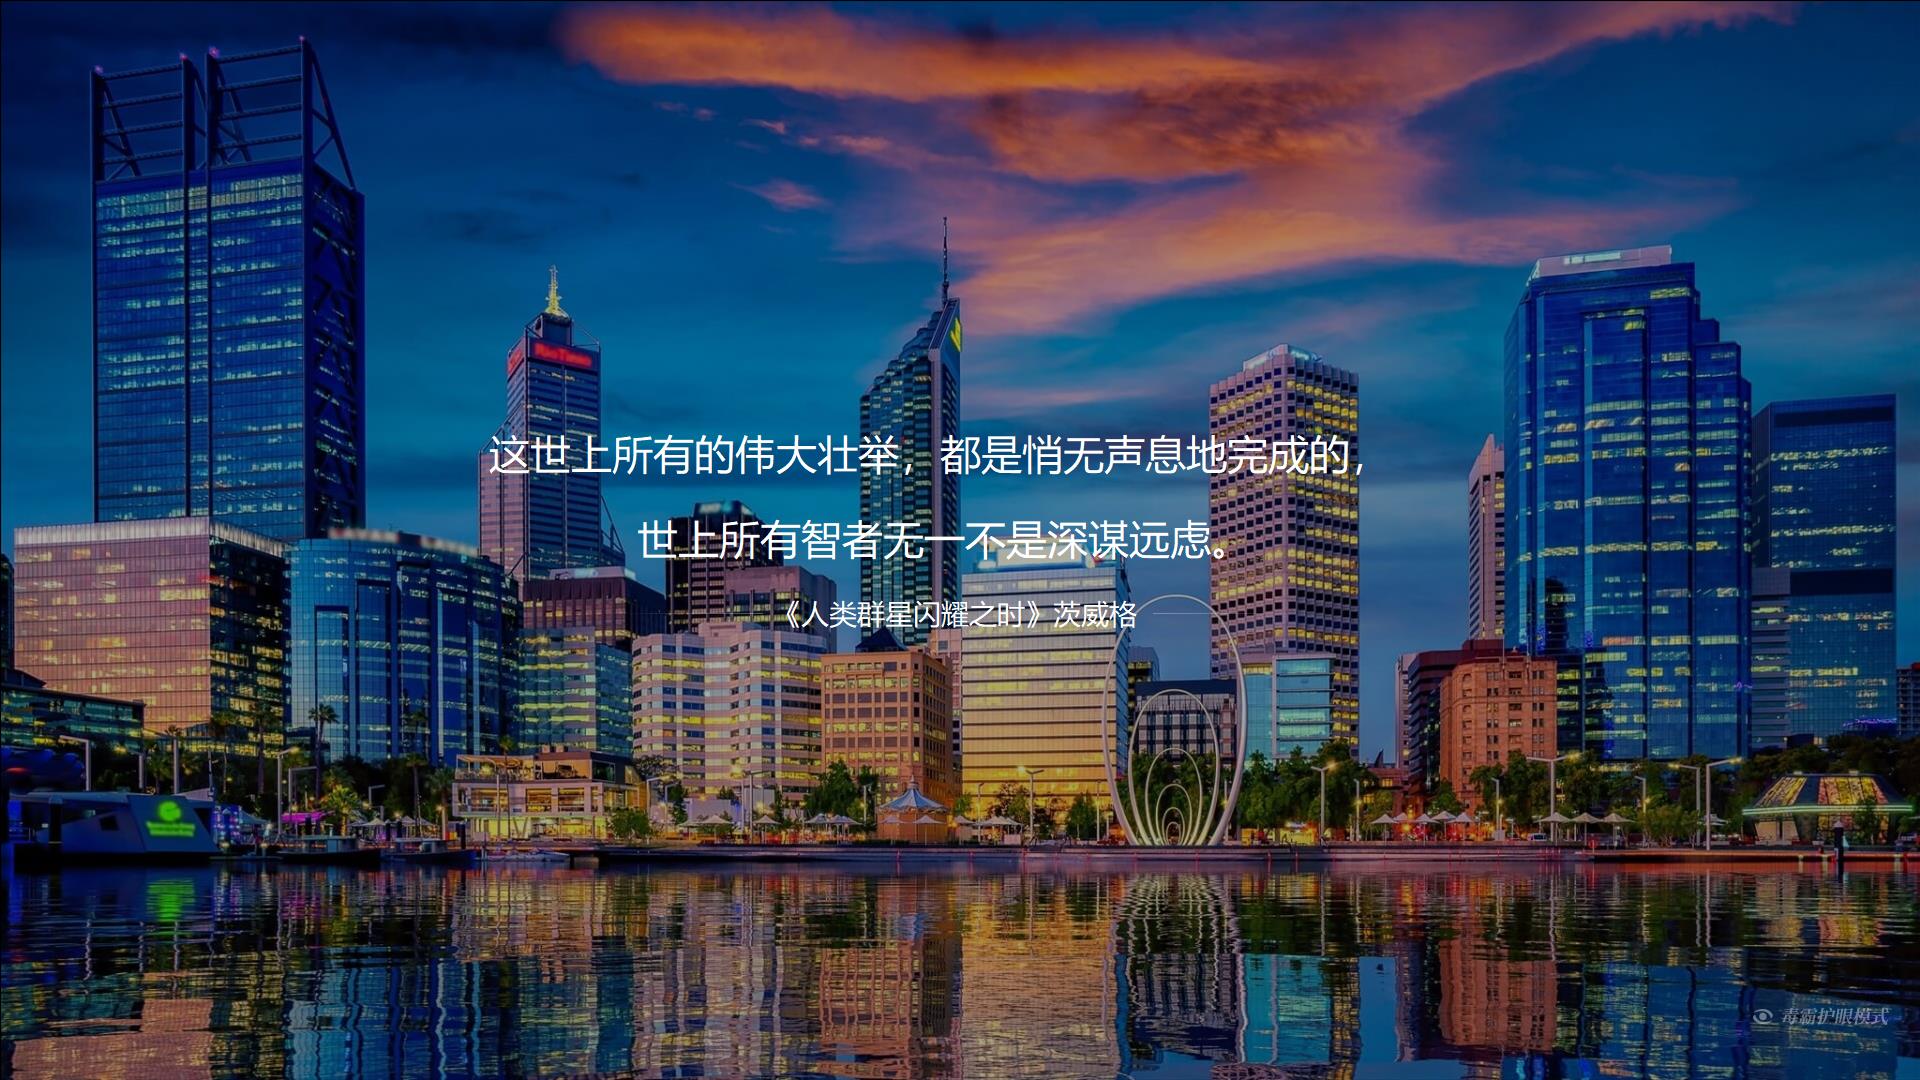 RioTinto
这世上所有的伟大壮举，都是悄无声息地完成的，
世上所有智者无一不是深谋远虑。
《人类群星闪耀之时》茨威格
毒霸护眼模式